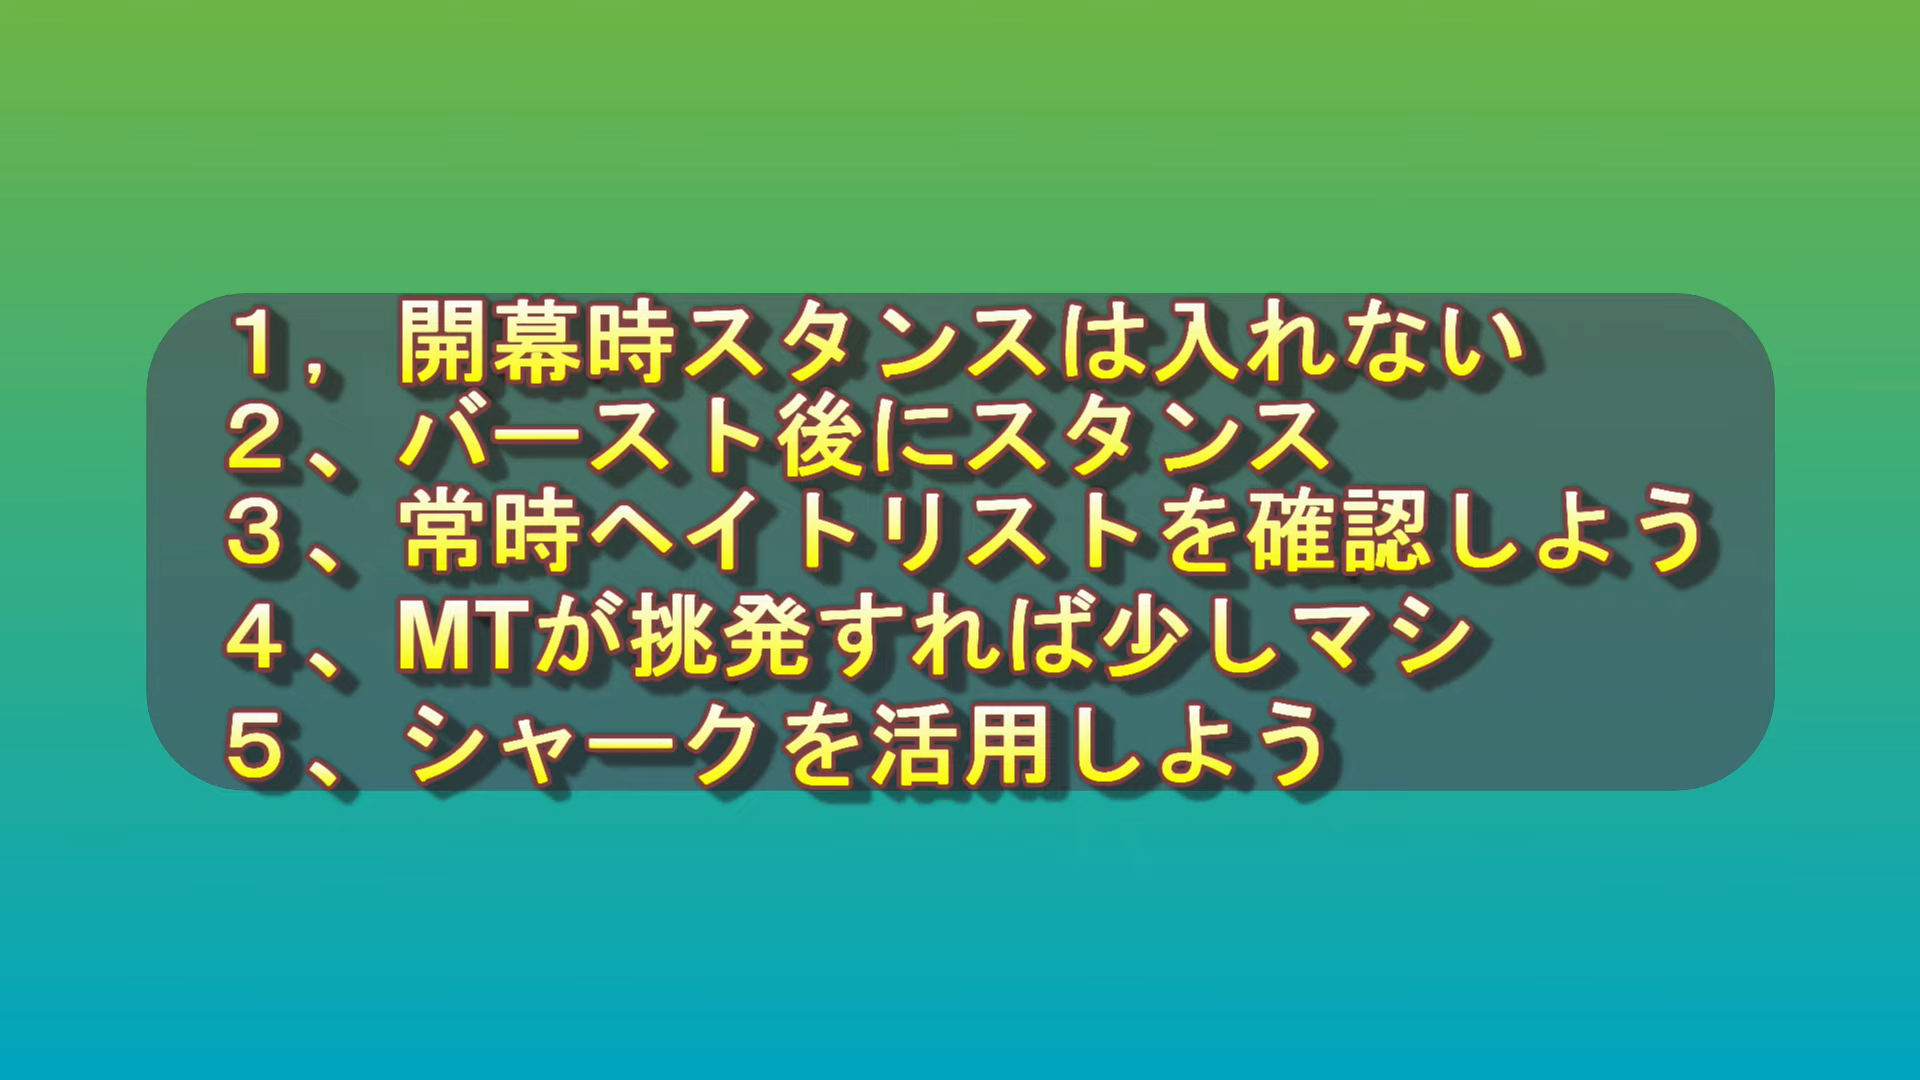 １，開幕時スタンスは入れない
２、バースト後にスタンス
３、常時ヘイトリストを確認しよう
４、MTが挑発すれば少しマシ
５、シャークを活用しよう